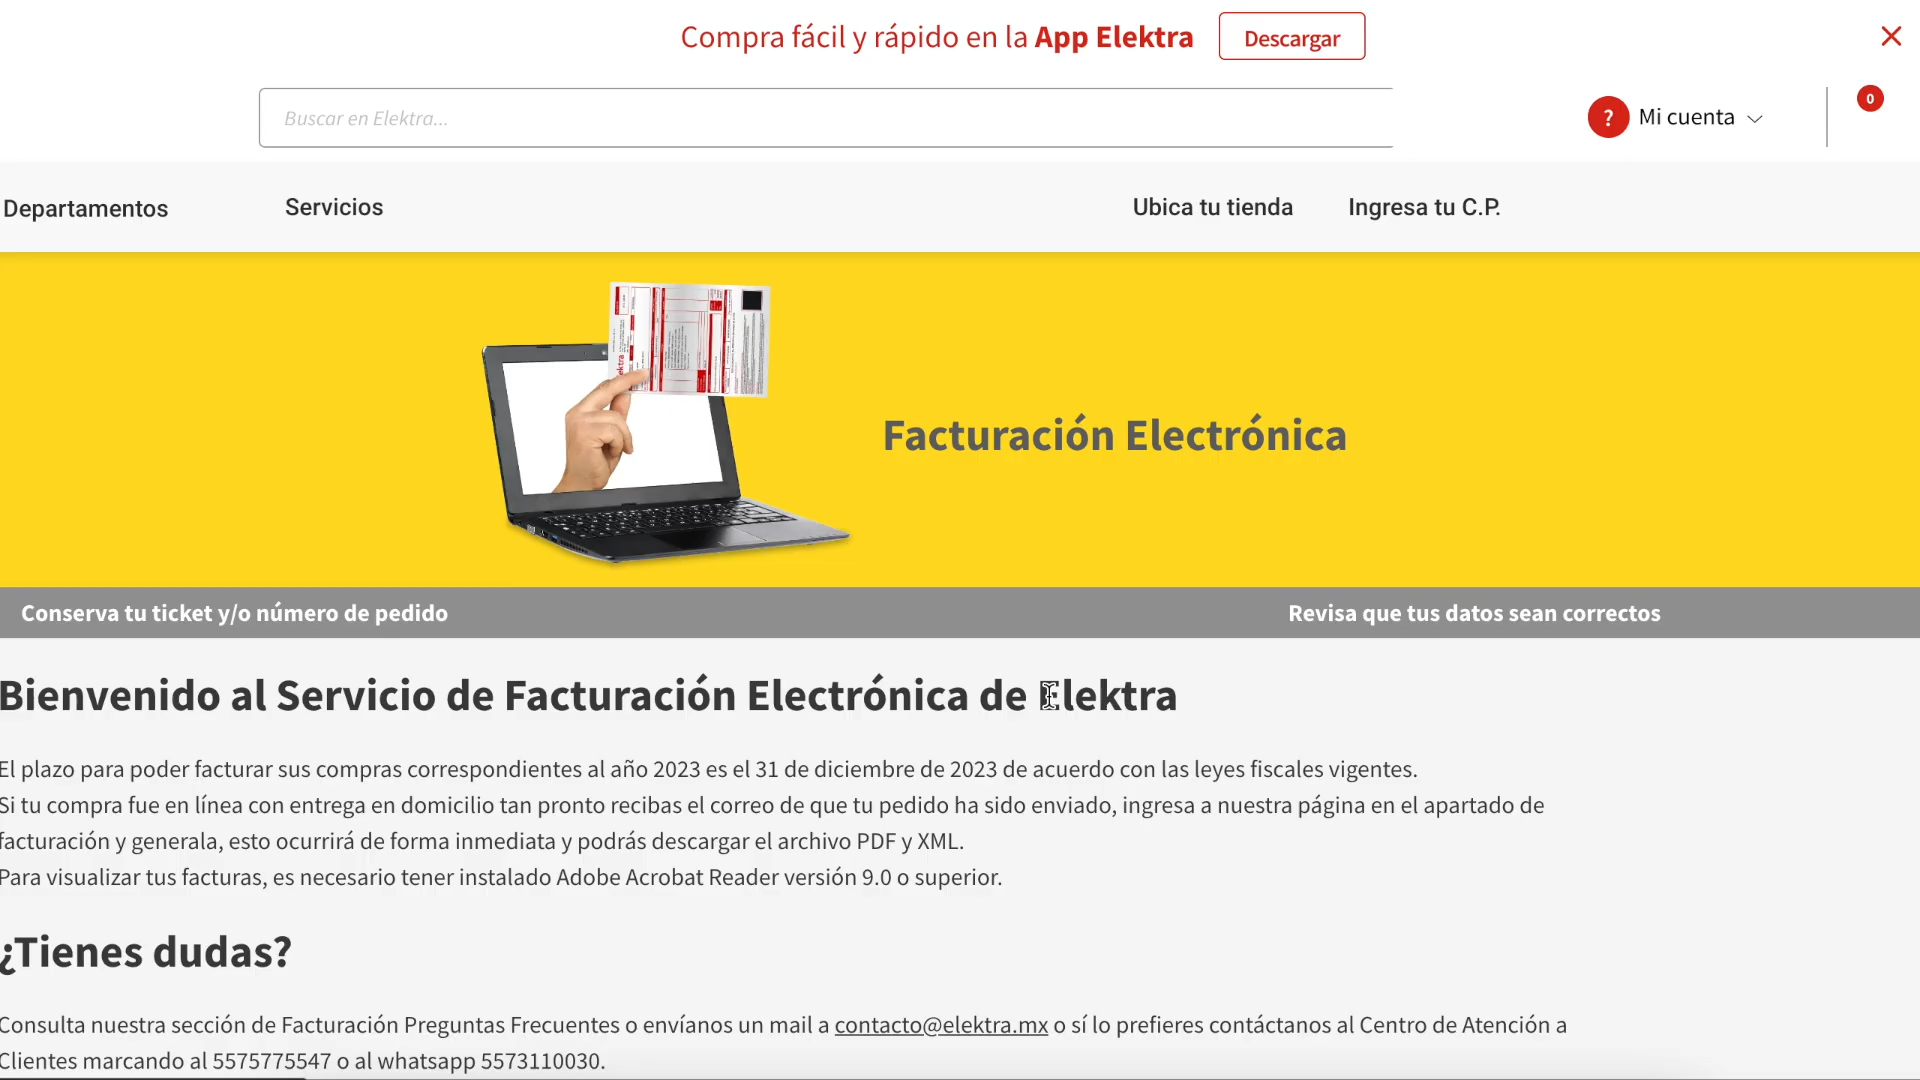 Compra fácil y rápido en la App Elektra Descargar
Buscar en Elektra...
? Mi cuenta
0
Departamentos Servicios Ubica tu tienda Ingresa tu C.P.
Facturación Electrónica
Conserva tu ticket y/o número de pedido Revisa que tus datos sean correctos
Bienvenido al Servicio de Facturación Electrónica de Elektra
El plazo para poder facturar sus compras correspondientes al año 2023 es el 31 de diciembre de 2023 de acuerdo con las leyes fiscales vigentes.
Si tu compra fue en línea con entrega en domicilio tan pronto recibas el correo de que tu pedido ha sido enviado, ingresa a nuestra página en el apartado de
facturación y generala, esto ocurrirá de forma inmediata y podrás descargar el archivo PDF y XML.
Para visualizar tus facturas, es necesario tener instalado Adobe Acrobat Reader versión 9.0 o superior.
¿Tienes dudas?
Consulta nuestra sección de Facturación Preguntas Frecuentes o envíanos un mail a contacto@elektra.mx o sí lo prefieres contáctanos al Centro de Atención a
Clientes marcando al 5575775547 o al whatsapp 5573110030.